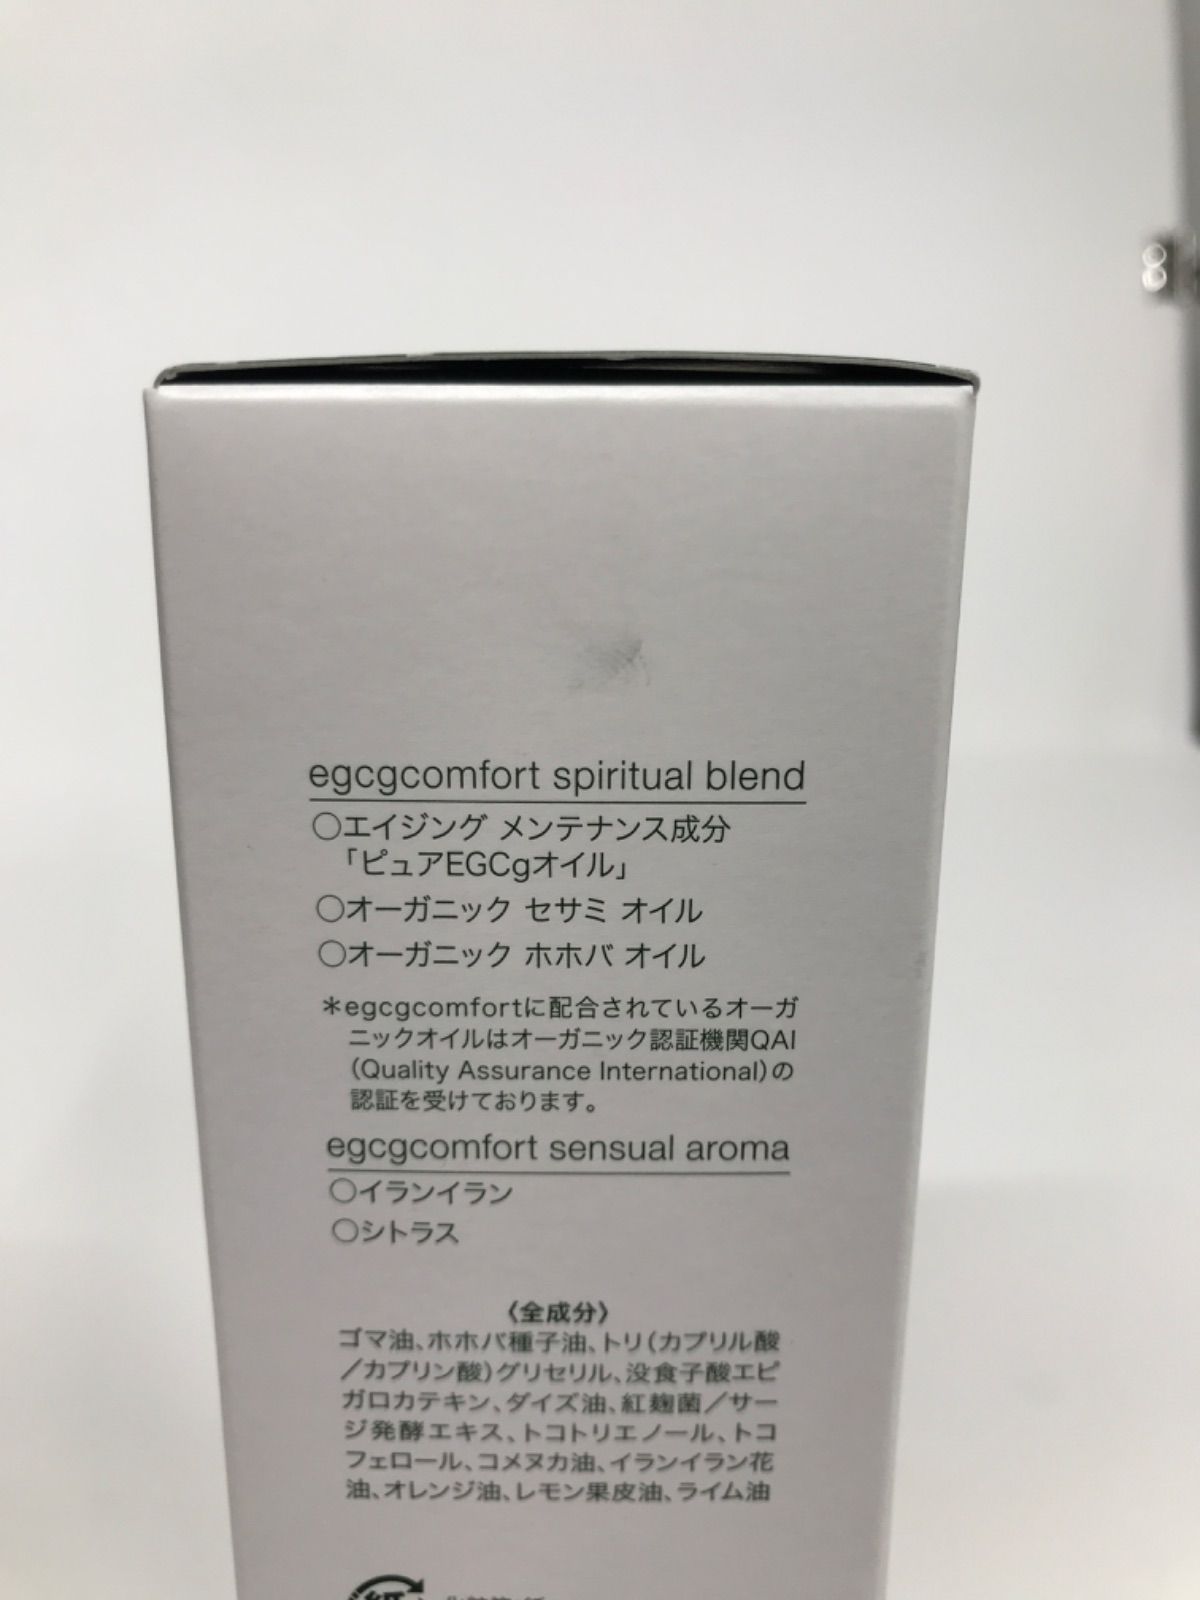 egcgcomfort spiritual blend
○エイジング メンテナンス成分
「ピュアEGCgオイル」
○オーガニック セサミ オイル
○オーガニック ホホバ オイル
＊egcgcomfortに配合されているオーガ
ニックオイルはオーガニック認証機関QAI
（Quality Assurance International）の
認証を受けております。
egcgcomfort sensual aroma
○イランイラン
○シトラス
〈全成分〉
ゴマ油、ホホバ種子油、トリ（カプリル酸
／カプリン酸）グリセリル、没食子酸エピ
ガロカテキン、ダイズ油、紅麹菌／サー
ジ発酵エキス、トコトリエノール、トコ
フェロール、コメヌカ油、イランイラン花
油、オレンジ油、レモン果皮油、ライム油